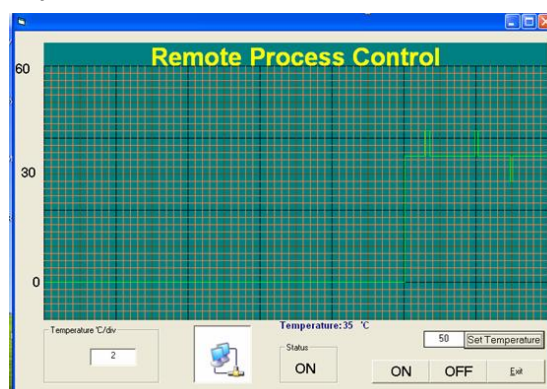 Remote Process Control
60
30
0
Temperature:35 °C
Temperature °C/div
2
Status
ON
50 Set Temperature
ON OFF Exit